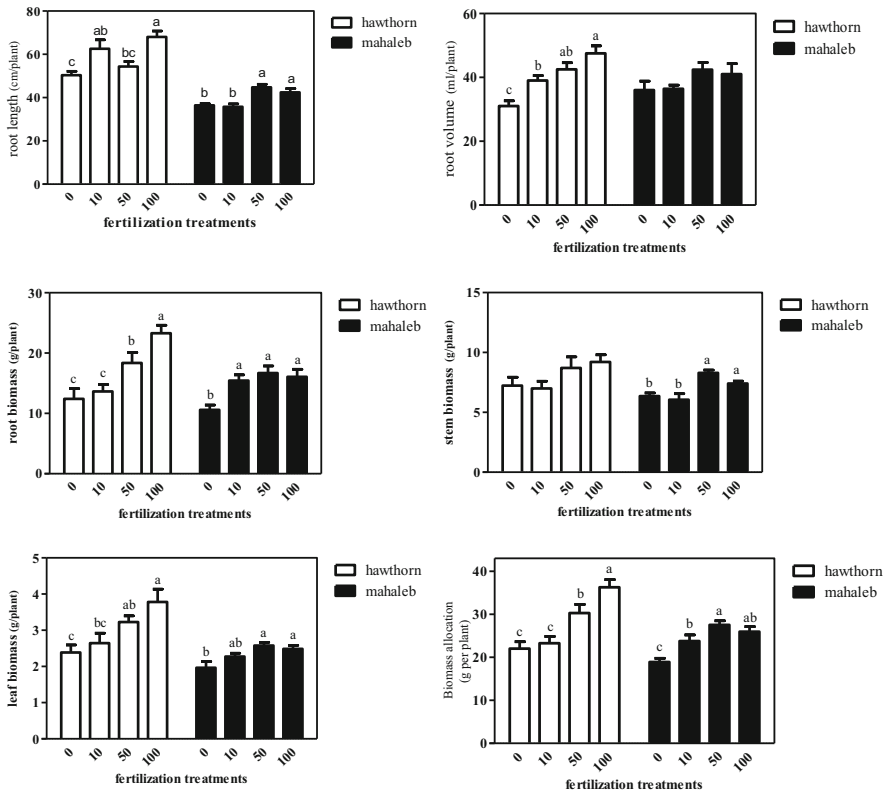 root length (cm/plant)
80
60
40
20
0
c
ab
bc
a
b
b
a
a
0
10
50
100
0
10
50
100
fertilization treatments
hawthorn
mahaleb
root volume (ml/plant)
60
40
20
0
c
b
ab
a
0
10
50
100
0
10
50
100
fertilization treatments
hawthorn
mahaleb
root biomass (g/plant)
30
20
10
0
c
c
b
a
b
a
a
a
0
10
50
100
0
10
50
100
fertilization treatments
hawthorn
mahaleb
stem biomass (g/plant)
15
10
5
0
b
b
a
a
0
10
50
100
0
10
50
100
fertilization treatments
hawthorn
mahaleb
leaf biomass (g/plant)
5
4
3
2
1
0
c
bc
ab
a
b
ab
a
a
0
10
50
100
0
10
50
100
fertilization treatments
hawthorn
mahaleb
Biomass allocation
(g per plant)
40
30
20
10
0
c
c
b
a
c
b
a
ab
0
10
50
100
0
10
50
100
fertilization treatments
hawthorn
mahaleb